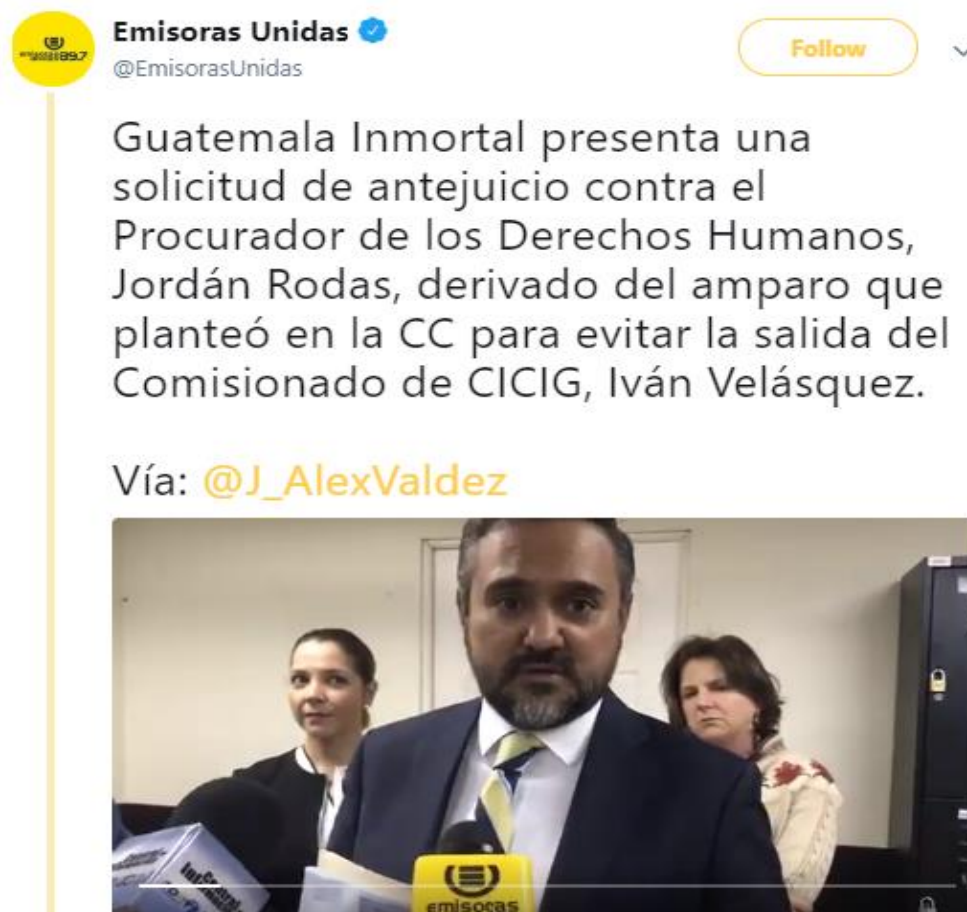 Emisoras Unidas
@EmisorasUnidas
Follow
89.7
Guatemala Inmortal presenta una
solicitud de antejuicio contra el
Procurador de los Derechos Humanos,
Jordán Rodas, derivado del amparo que
planteó en la CC para evitar la salida del
Comisionado de CICIG, Iván Velásquez.
Vía: @J_AlexValdez
emisoras